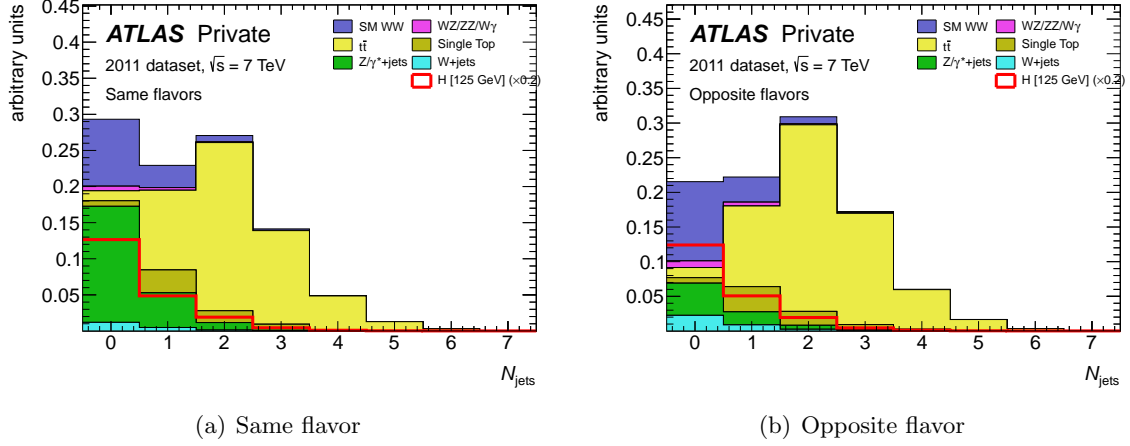 arbitrary units
0.45
0.4
0.35
0.3
0.25
0.2
0.15
0.1
0.05
ATLAS Private
2011 dataset, √s = 7 TeV
Same flavors
SM WW
WZ/ZZ/Wγ
tt̄
Single Top
Z/γ*+jets
W+jets
H [125 GeV] (×0.2)
0 1 2 3 4 5 6 7
N_jets
(a) Same flavor
arbitrary units
0.45
0.4
0.35
0.3
0.25
0.2
0.15
0.1
0.05
ATLAS Private
2011 dataset, √s = 7 TeV
Opposite flavors
SM WW
WZ/ZZ/Wγ
tt̄
Single Top
Z/γ*+jets
W+jets
H [125 GeV] (×0.2)
0 1 2 3 4 5 6 7
N_jets
(b) Opposite flavor